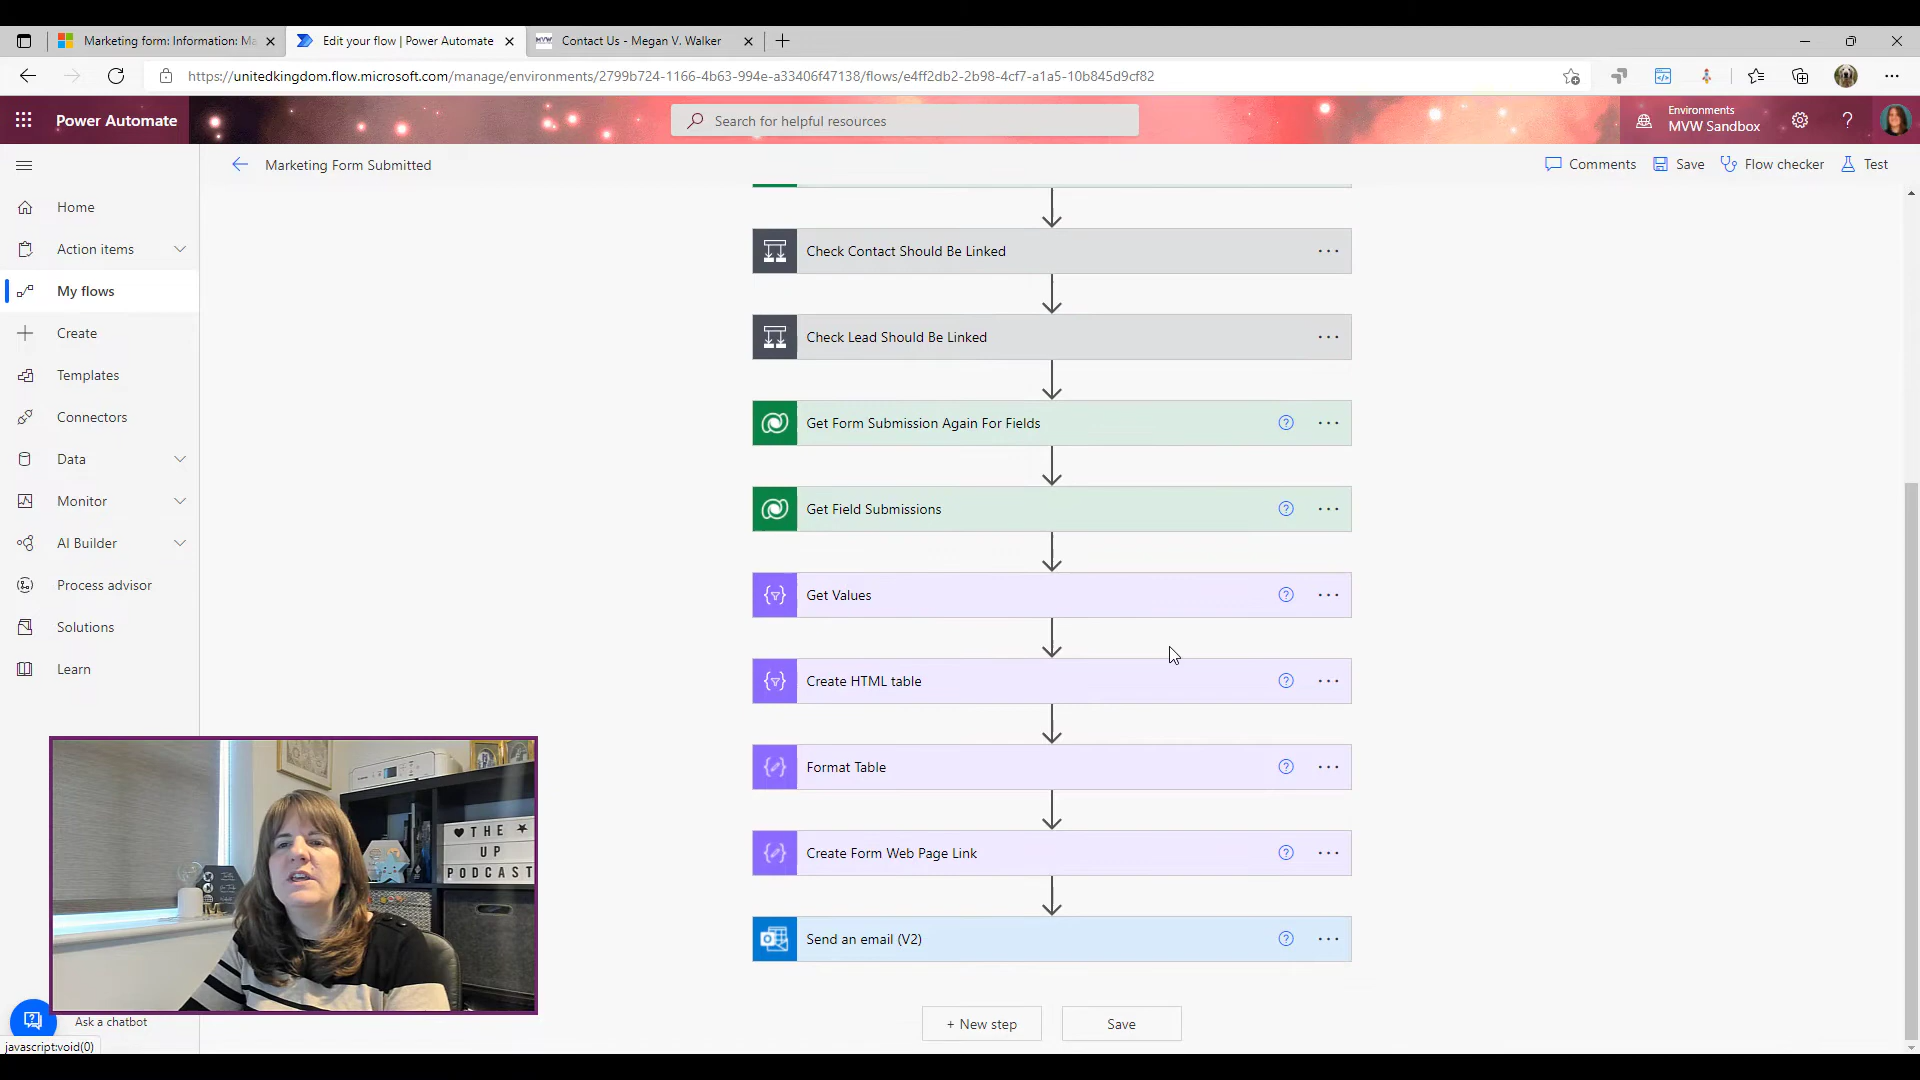 Marketing form: Information: Ma
Edit your flow | Power Automate
MVW
Contact Us - Megan V. Walker
https://unitedkingdom.flow.microsoft.com/manage/environments/2799b724-1166-4b63-994e-a33406f47138/flows/e4ff2db2-2b98-4cf7-a1a5-10b845d9cf82
Power Automate
Search for helpful resources
Environments
MVW Sandbox
Marketing Form Submitted
Comments
Save
Flow checker
Test
Home
Action items
My flows
Create
Templates
Connectors
Data
Monitor
AI Builder
Process advisor
Solutions
Learn
Check Contact Should Be Linked
Check Lead Should Be Linked
Get Form Submission Again For Fields
Get Field Submissions
Get Values
Create HTML table
Format Table
Create Form Web Page Link
Send an email (V2)
+ New step
Save
THE
UP
PODCAST
Ask a chatbot
javascript:void(0)